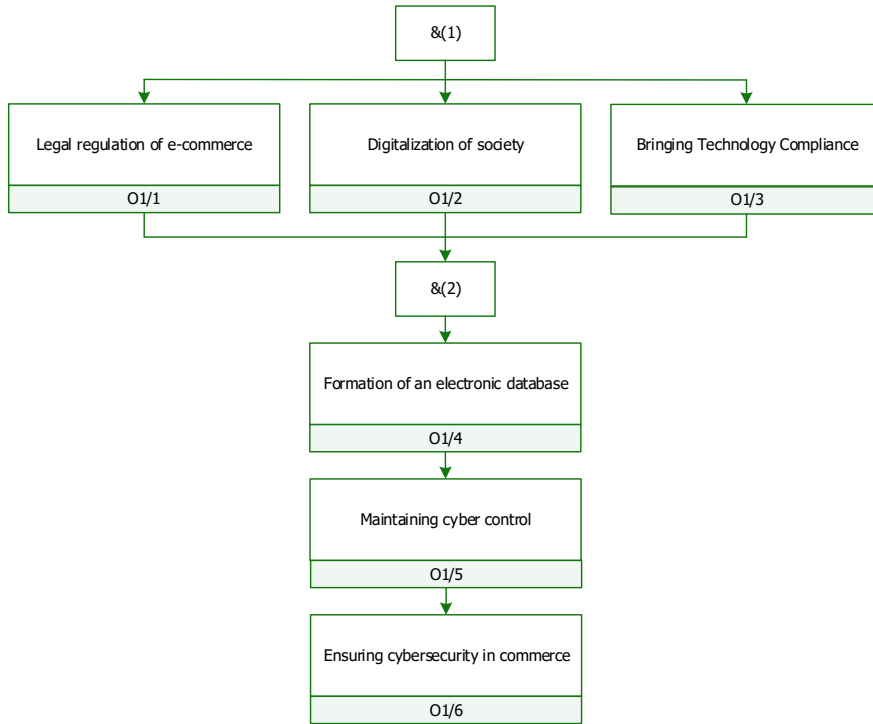 &(1)
Legal regulation of e-commerce
O1/1
Digitalization of society
O1/2
Bringing Technology Compliance
O1/3
&(2)
Formation of an electronic database
O1/4
Maintaining cyber control
O1/5
Ensuring cybersecurity in commerce
O1/6